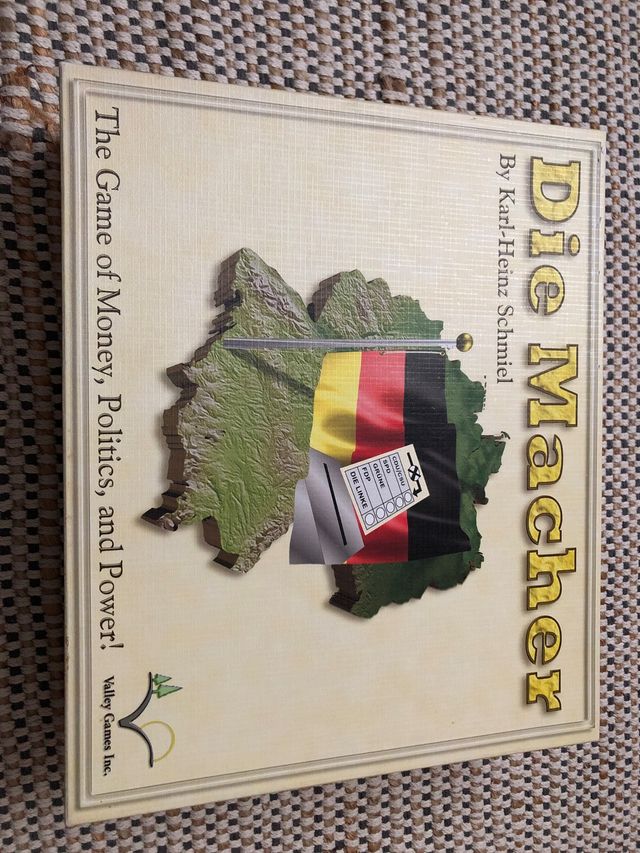 Die Macher
By Karl-Heinz Schmiel
CDU/CSU
SPD
GRÜNE
FDP
DIE LINKE
The Game of Money, Politics, and Power!
Valley Games Inc.